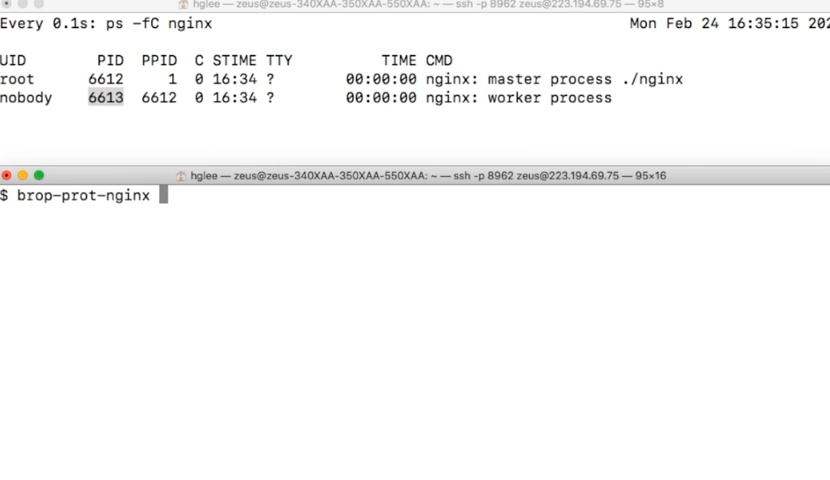 hglee — zeus@zeus-340XAA-350XAA-550XAA: ~ — ssh -p 8962 zeus@223.194.69.75 — 95×8
Every 0.1s: ps -fC nginx Mon Feb 24 16:35:15 202
UID PID PPID C STIME TTY TIME CMD
root 6612 1 0 16:34 ? 00:00:00 nginx: master process ./nginx
nobody 6613 6612 0 16:34 ? 00:00:00 nginx: worker process
hglee — zeus@zeus-340XAA-350XAA-550XAA: ~ — ssh -p 8962 zeus@223.194.69.75 — 95×16
$ brop-prot-nginx